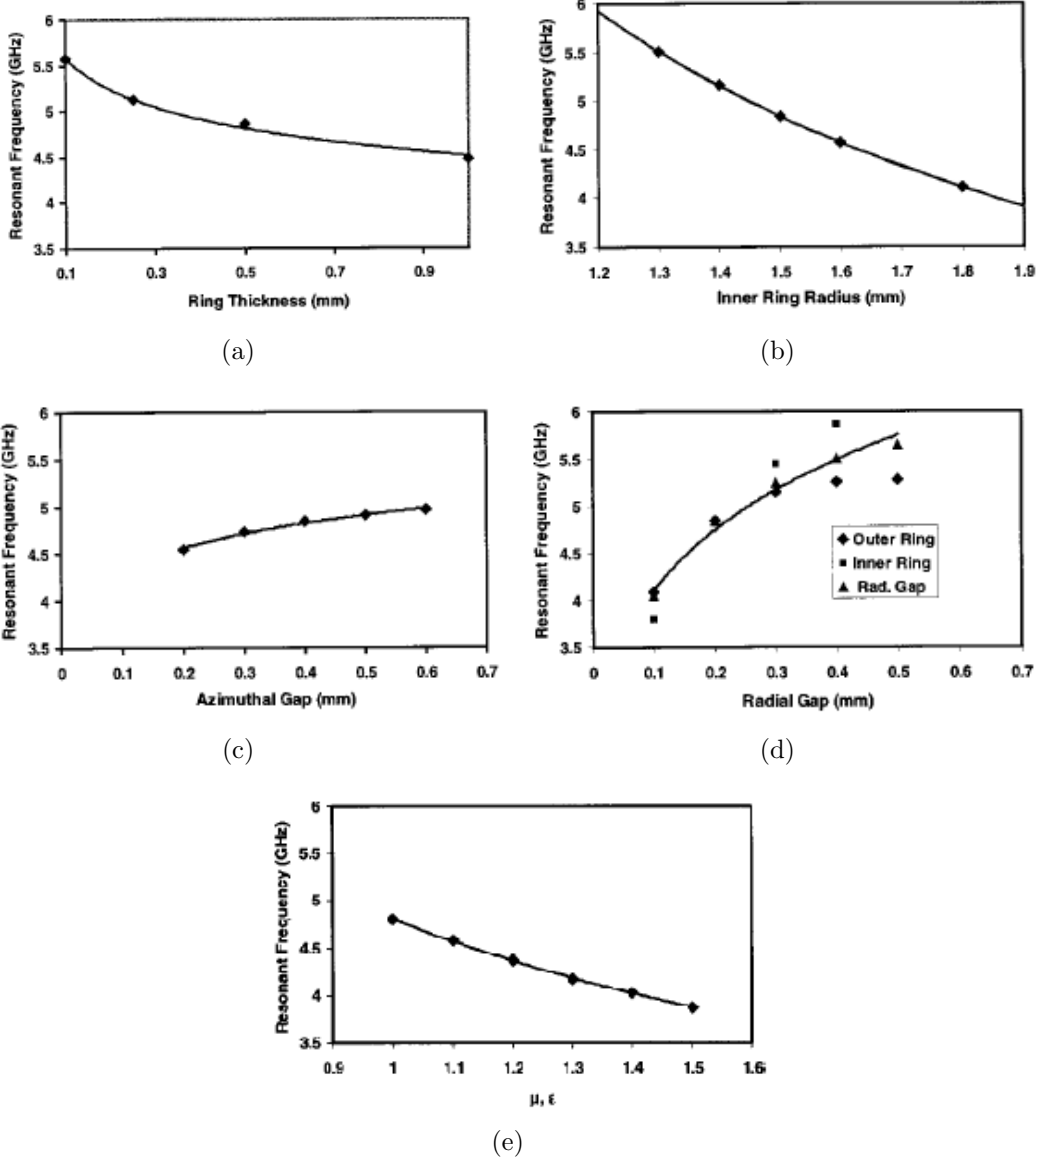 6
5.5
5
4.5
4
3.5
Resonant Frequency (GHz)
0.1 0.3 0.5 0.7 0.9
Ring Thickness (mm)
(a)
6
5.5
5
4.5
4
3.5
Resonant Frequency (GHz)
1.2 1.3 1.4 1.5 1.6 1.7 1.8 1.9
Inner Ring Radius (mm)
(b)
6
5.5
5
4.5
4
3.5
Resonant Frequency (GHz)
0 0.1 0.2 0.3 0.4 0.5 0.6 0.7
Azimuthal Gap (mm)
(c)
6
5.5
5
4.5
4
3.5
Resonant Frequency (GHz)
Outer Ring
Inner Ring
Rad. Gap
0 0.1 0.2 0.3 0.4 0.5 0.6 0.7
Radial Gap (mm)
(d)
6
5.5
5
4.5
4
3.5
Resonant Frequency (GHz)
0.9 1 1.1 1.2 1.3 1.4 1.5 1.6
μ, ε
(e)